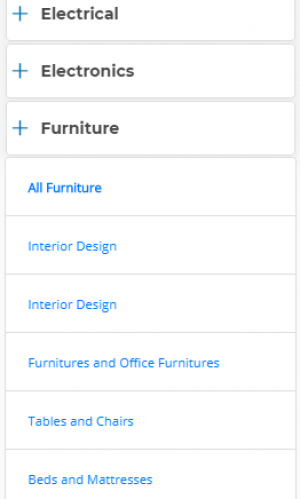 Electrical
Electronics
Furniture
All Furniture
Interior Design
Interior Design
Furnitures and Office Furnitures
Tables and Chairs
Beds and Mattresses